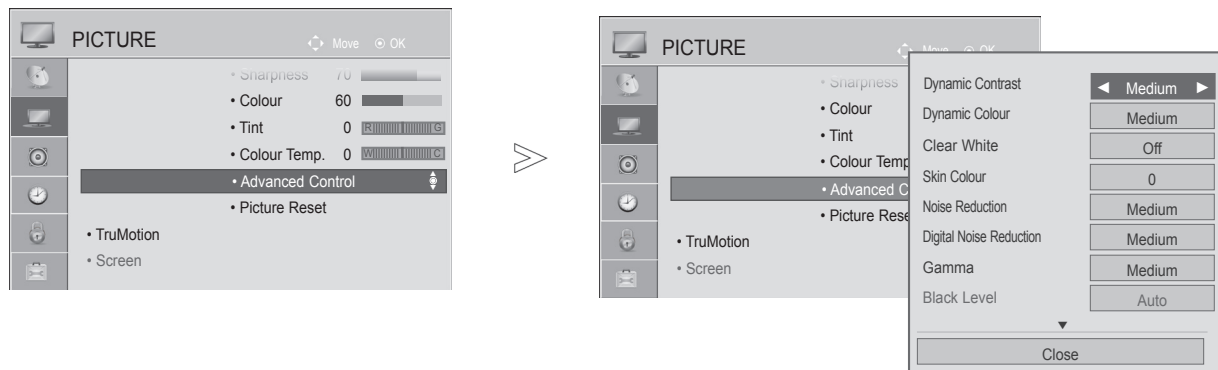 PICTURE
Move OK
• Sharpness 70
• Colour 60
• Tint 0 R G
• Colour Temp. 0 W C
• Advanced Control
• Picture Reset
• TruMotion
• Screen
PICTURE
Move OK
• Sharpness
• Colour
• Tint
• Colour Temp
• Advanced C
• Picture Rese
• TruMotion
• Screen
Dynamic Contrast ◀ Medium ▶
Dynamic Colour Medium
Clear White Off
Skin Colour 0
Noise Reduction Medium
Digital Noise Reduction Medium
Gamma Medium
Black Level Auto
▼
Close